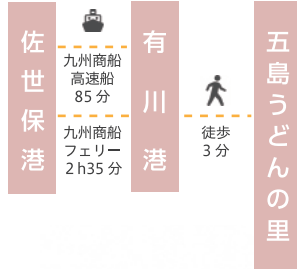 佐世保港
九州商船
高速船
85分
九州商船
フェリー
2h35分
有川港
徒歩
3分
五島うどんの里